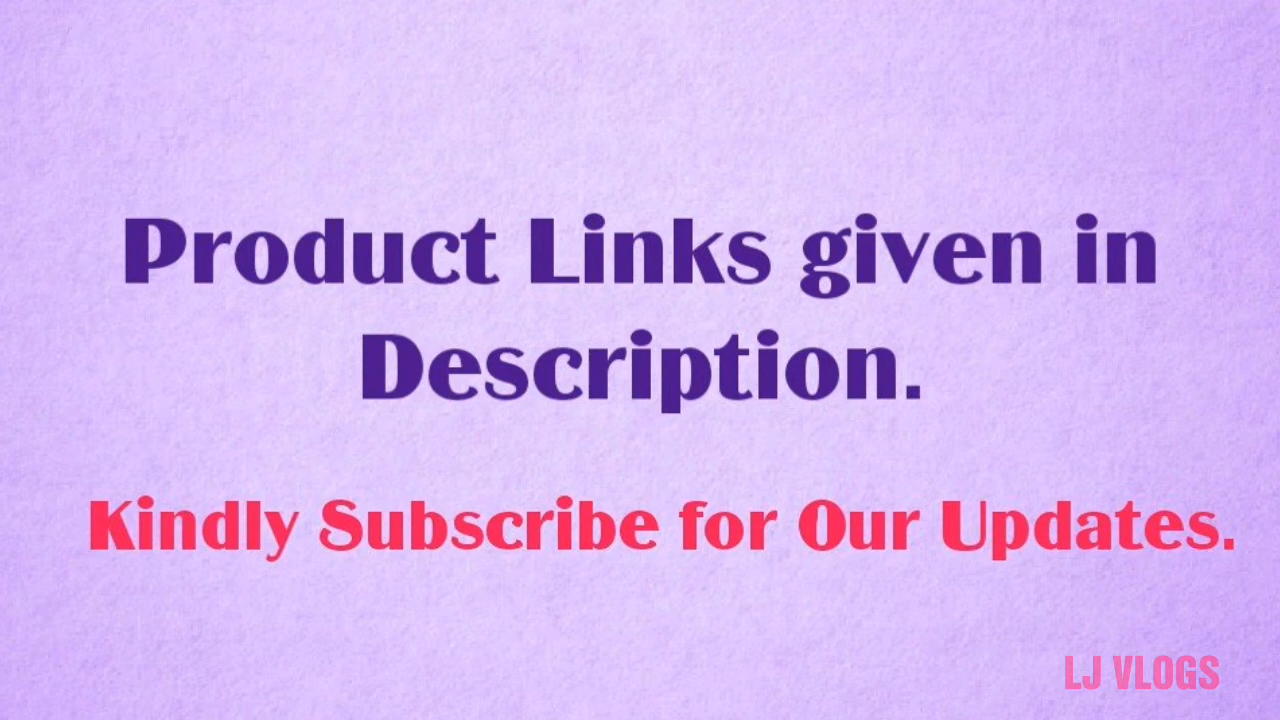 Product Links given in
Description.
Kindly Subscribe for Our Updates.
LJ VLOGS